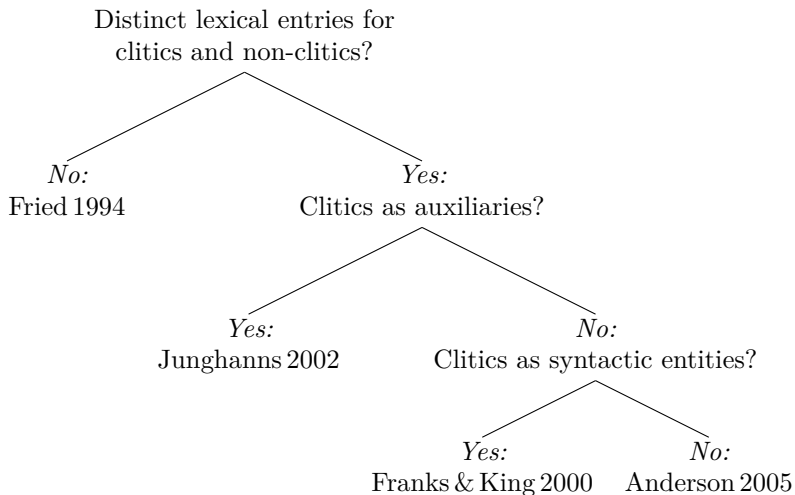 Distinct lexical entries for
clitics and non-clitics?
No:
Fried 1994
Yes:
Clitics as auxiliaries?
Yes:
Junghanns 2002
No:
Clitics as syntactic entities?
Yes:
Franks & King 2000
No:
Anderson 2005